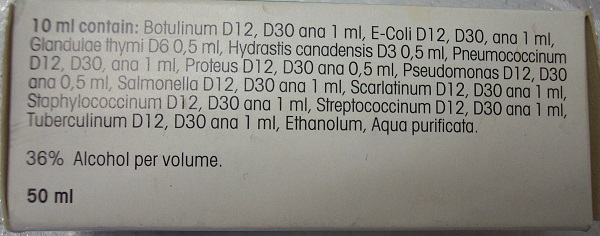 10 ml contain: Botulinum D12, D30 ana 1 ml, E-Coli D12, D30, ana 1 ml,
Glandulae thymi D6 0,5 ml, Hydrastis canadensis D3 0,5 ml, Pneumococcinum
D12, D30, ana 1 ml, Proteus D12, D30 ana 0,5 ml, Pseudomonas D12, D30
ana 0,5 ml, Salmonella D12, D30 ana 1 ml, Scarlatinum D12, D30 ana 1 ml,
Staphylococcinum D12, D30 ana 1 ml, Streptococcinum D12, D30 ana 1 ml,
Tuberculinum D12, D30 ana 1 ml, Ethanolum, Aqua purificata.
36% Alcohol per volume.
50 ml